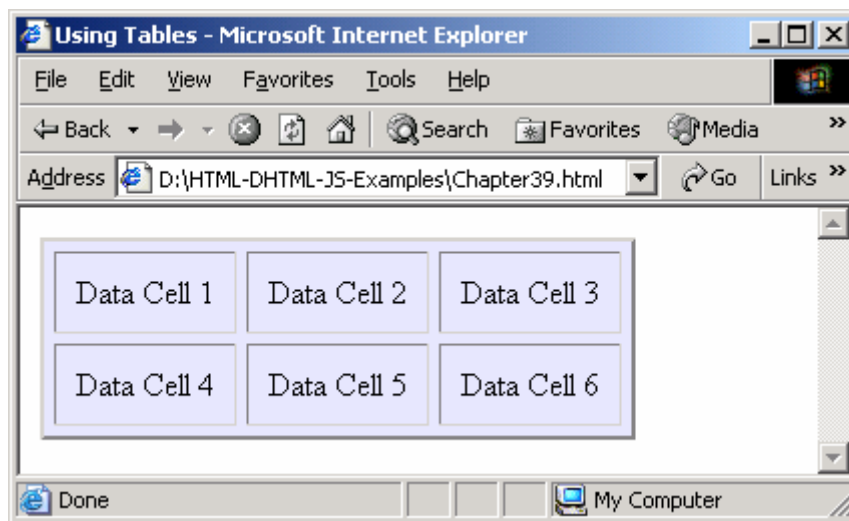 Using Tables - Microsoft Internet Explorer
File Edit View Favorites Tools Help
Back Search Favorites Media »
Address D:\HTML-DHTML-JS-Examples\Chapter39.html Go Links »
Data Cell 1 Data Cell 2 Data Cell 3
Data Cell 4 Data Cell 5 Data Cell 6
Done My Computer